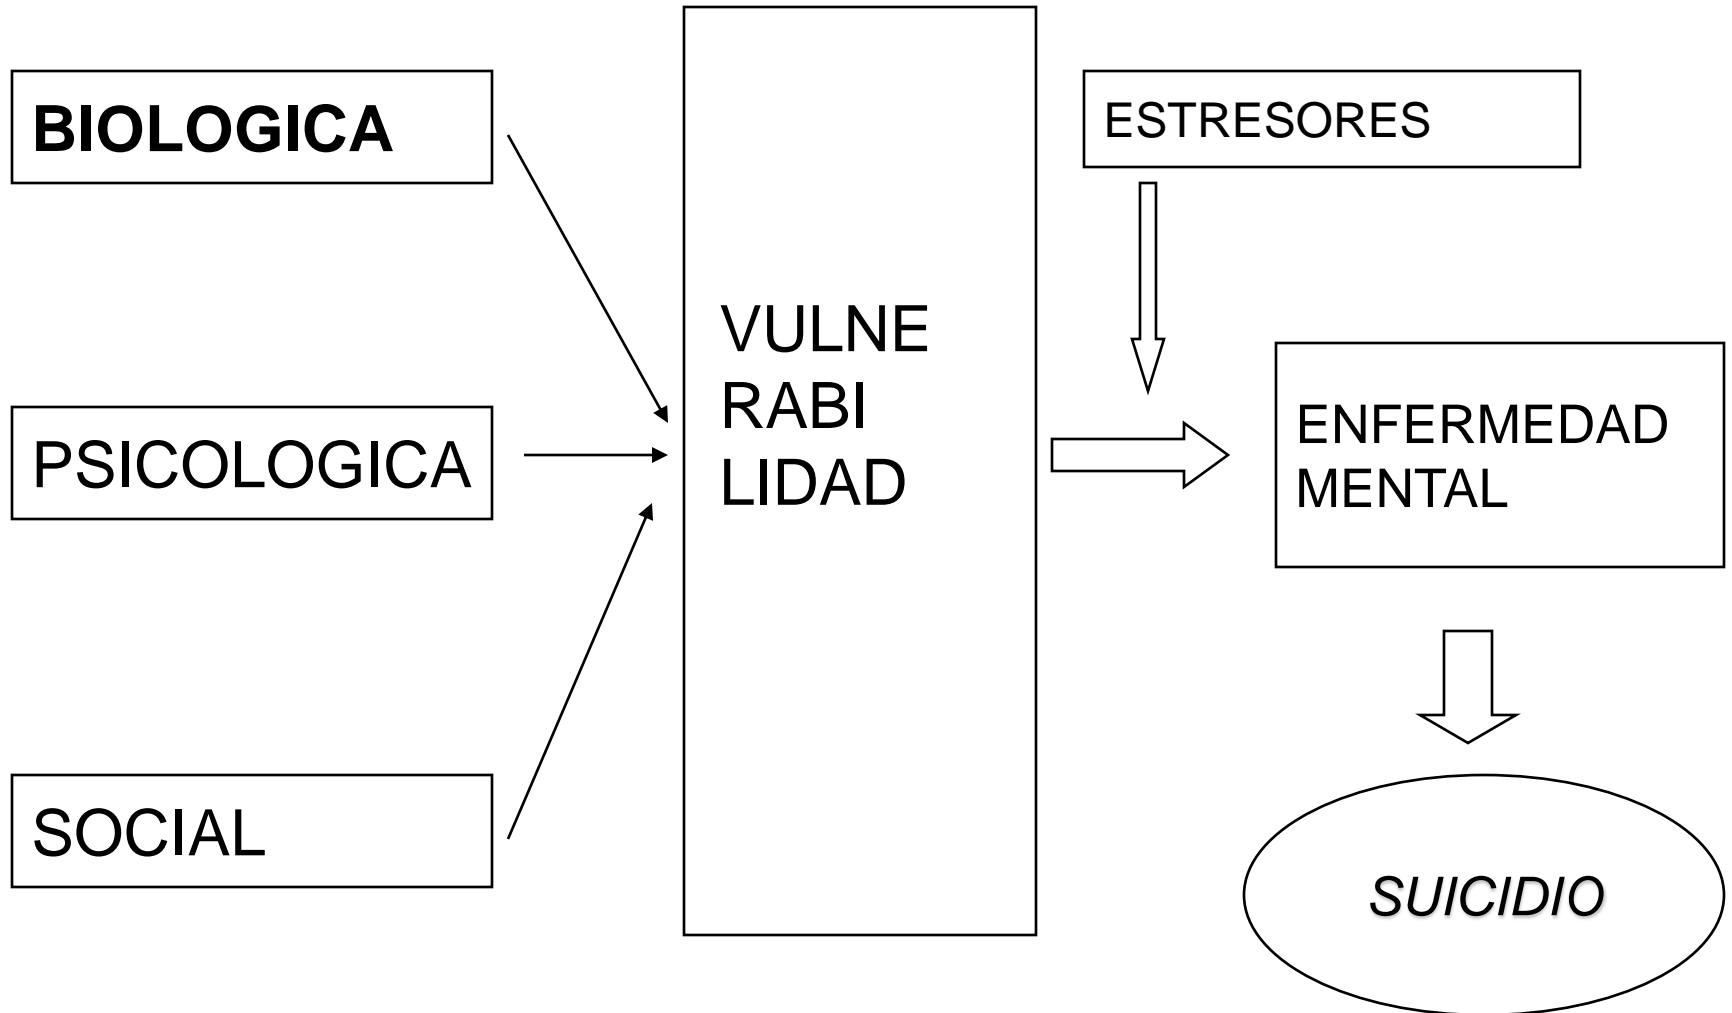 BIOLOGICA
PSICOLOGICA
SOCIAL
VULNE
RABI
LIDAD
ESTRESORES
ENFERMEDAD
MENTAL
SUICIDIO